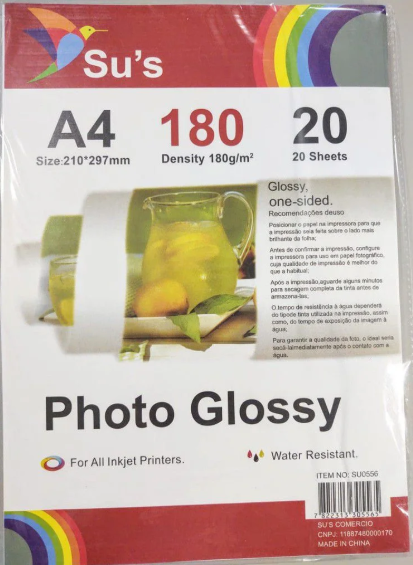 Su's
A4
Size:210*297mm
180
Density 180g/m²
20
20 Sheets
Glossy,
one-sided.
Recomendações deuso
Posicionar o papel na impressora para que
a impressão seja feita sobre o lado mais
brilhante da folha;
Antes de confirmar a impressão, configure
a impressora para uso em papel fotográfico,
cuja qualidade de impressão é melhor do
que a habitual;
Após a impressão,aguarde alguns minutos
para secagem completa da tinta antes de
armazena-lav.
O tempo de resistência à água dependerá
do tipode tinta utilizada na impressão, assim
como, do tempo de exposição da imagem à
água.
Para garantir a qualidade da foto, o ideal seria
secá-laimediatamente após o contato com a
água.
Photo Glossy
For All Inkjet Printers.
Water Resistant.
ITEM NO: SU0556
SU'S COMERCIO
CNPJ: 11887480000170
MADE IN CHINA